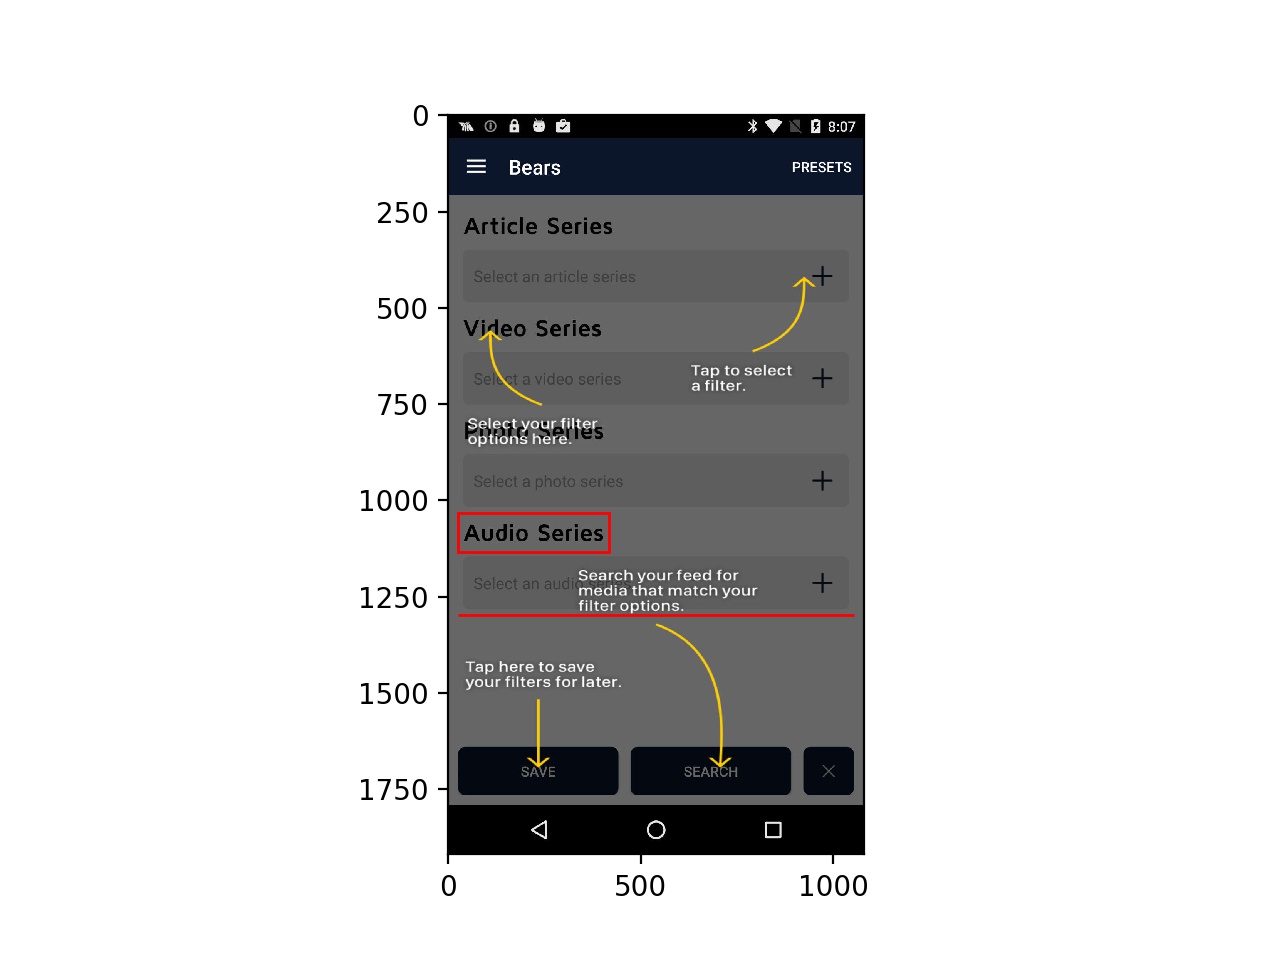 0
250
500
750
1000
1250
1500
1750
0
500
1000
8:07
Bears
PRESETS
Article Series
Select an article series
Video Series
Select a video series
Tap to select
a filter.
Select your filter
options here.
Photo Series
Select a photo series
Audio Series
Select an audio series
Search your feed for
media that match your
filter options.
Tap here to save
your filters for later.
SAVE
SEARCH